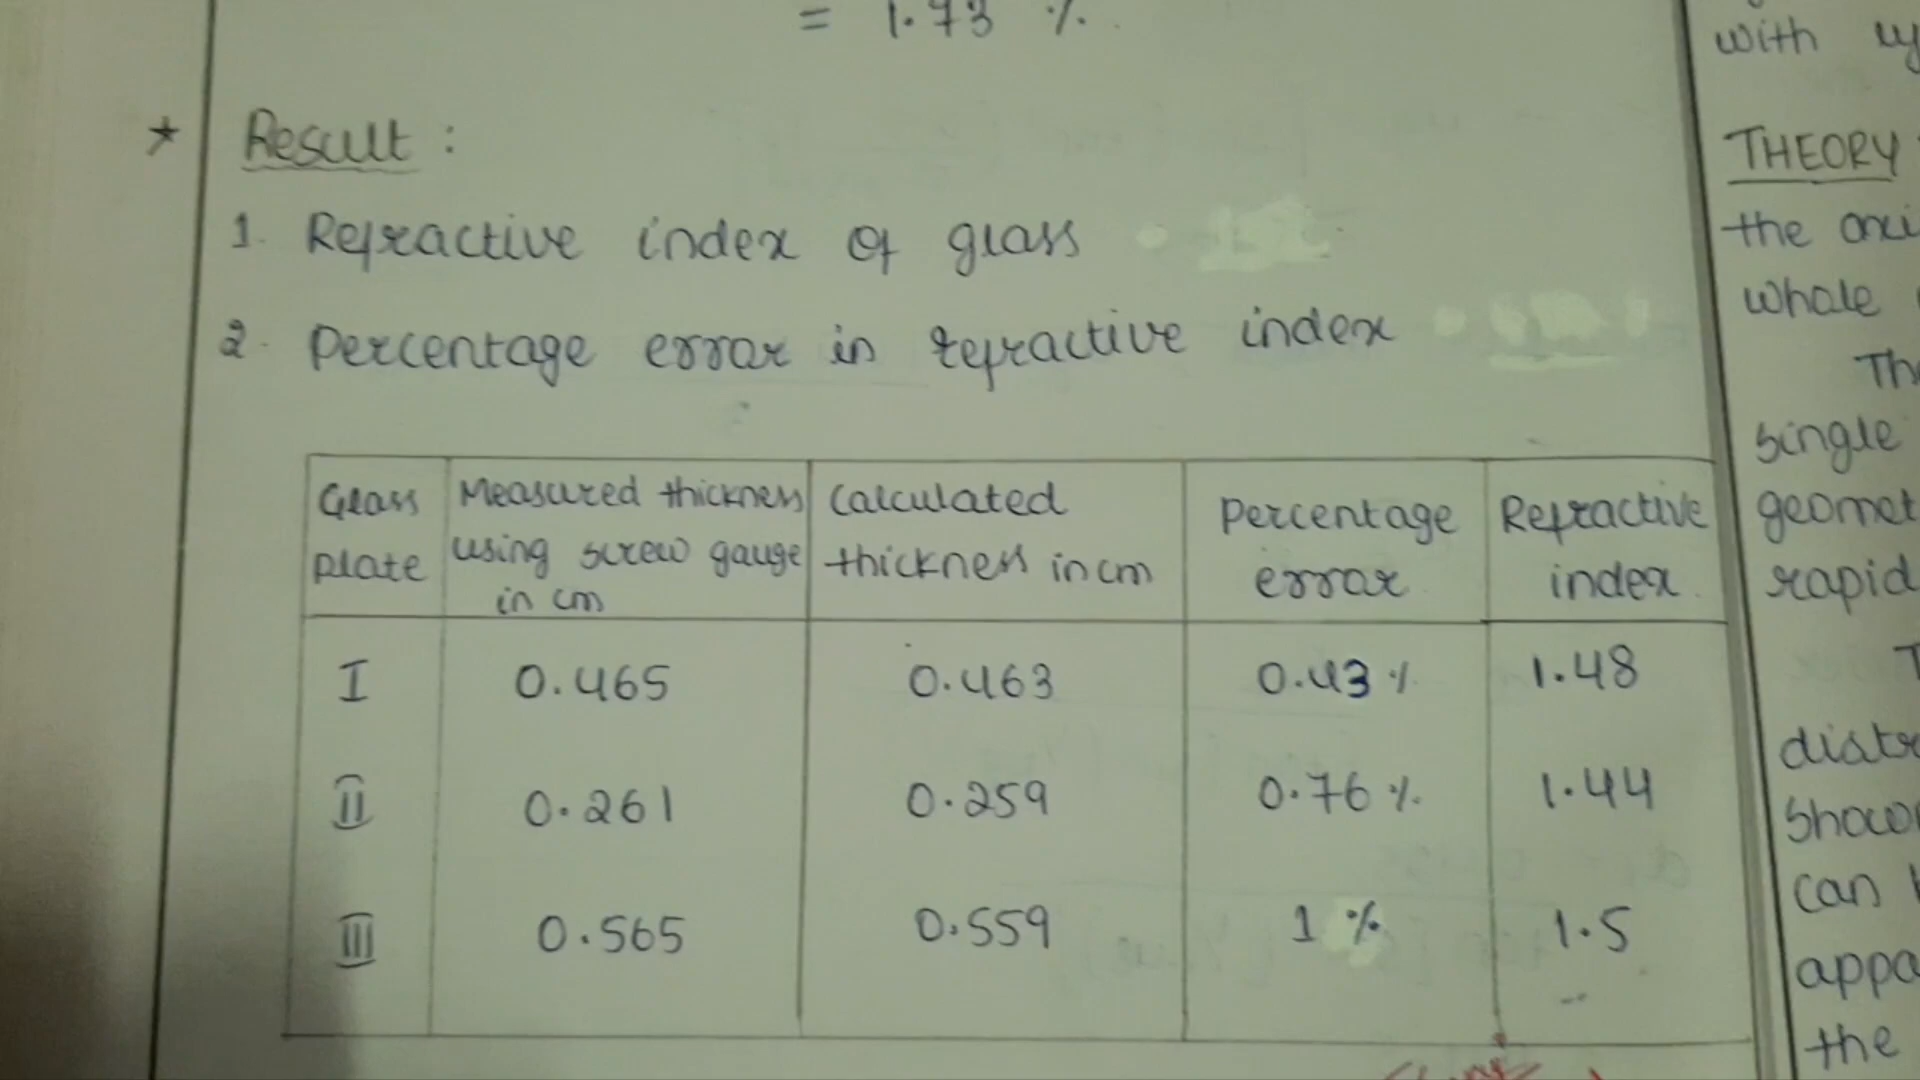 = 1.73 %.
* Result :
1. Refractive index of glass
2. Percentage error in refractive index
Glass plate | Measured thickness using screw gauge in cm | Calculated thickness in cm | Percentage error | Refractive index
I | 0.465 | 0.463 | 0.43 % | 1.48
II | 0.261 | 0.259 | 0.76 % | 1.44
III | 0.565 | 0.559 | 1 % | 1.5
with
THEORY
the
whole
single
geomet
rapid
distr
show
can
appa
the